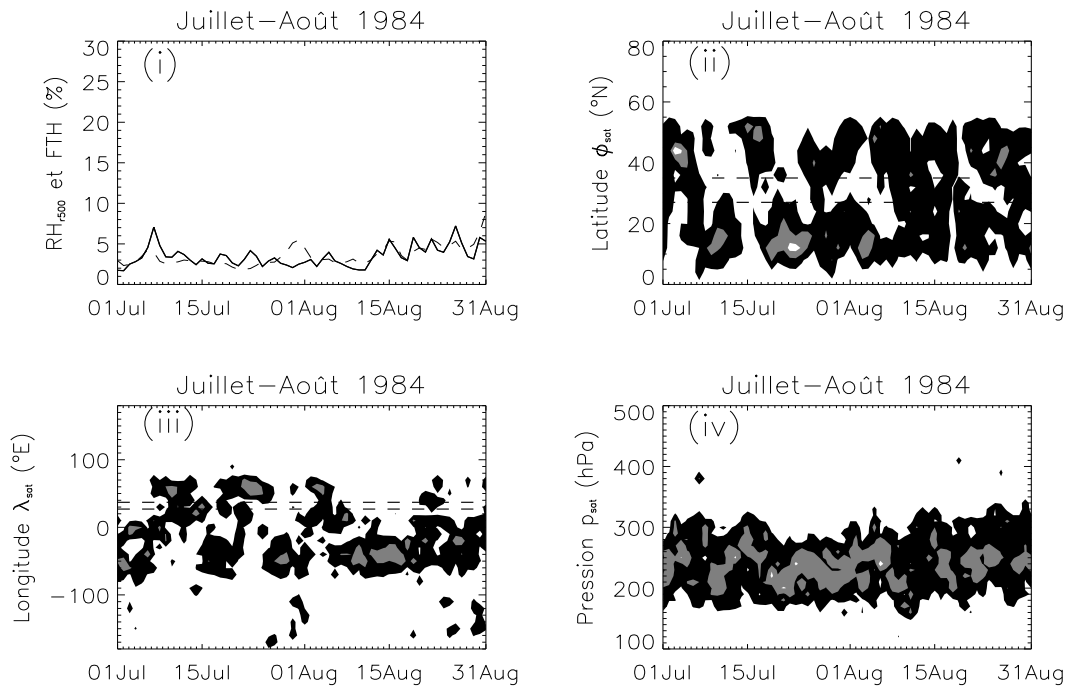 Juillet–Août 1984
(i)
RH_r500 et FTH (%)
30
25
20
15
10
5
0
01Jul 15Jul 01Aug 15Aug 31Aug
Juillet–Août 1984
(ii)
Latitude ϕ_sat (°N)
80
60
40
20
0
01Jul 15Jul 01Aug 15Aug 31Aug
Juillet–Août 1984
(iii)
Longitude λ_sat (°E)
100
0
−100
01Jul 15Jul 01Aug 15Aug 31Aug
Juillet–Août 1984
(iv)
Pression p_sat (hPa)
500
400
300
200
100
01Jul 15Jul 01Aug 15Aug 31Aug